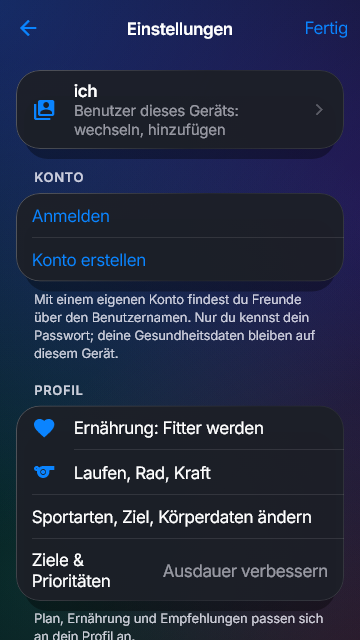 Einstellungen
Fertig
ich
Benutzer dieses Geräts:
wechseln, hinzufügen
KONTO
Anmelden
Konto erstellen
Mit einem eigenen Konto findest du Freunde
über den Benutzernamen. Nur du kennst dein
Passwort; deine Gesundheitsdaten bleiben auf
diesem Gerät.
PROFIL
Ernährung: Fitter werden
Laufen, Rad, Kraft
Sportarten, Ziel, Körperdaten ändern
Ziele &
Prioritäten
Ausdauer verbessern
Plan, Ernährung und Empfehlungen passen sich
an dein Profil an.